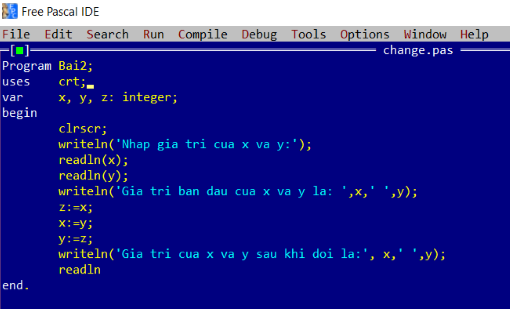 Free Pascal IDE
File Edit Search Run Compile Debug Tools Options Window Help
change.pas
Program Bai2;
uses crt;
var x, y, z: integer;
begin
clrscr;
writeln('Nhap gia tri cua x va y:');
readln(x);
readln(y);
writeln('Gia tri ban dau cua x va y la: ',x,' ',y);
z:=x;
x:=y;
y:=z;
writeln('Gia tri cua x va y sau khi doi la:', x,' ',y);
readln
end.